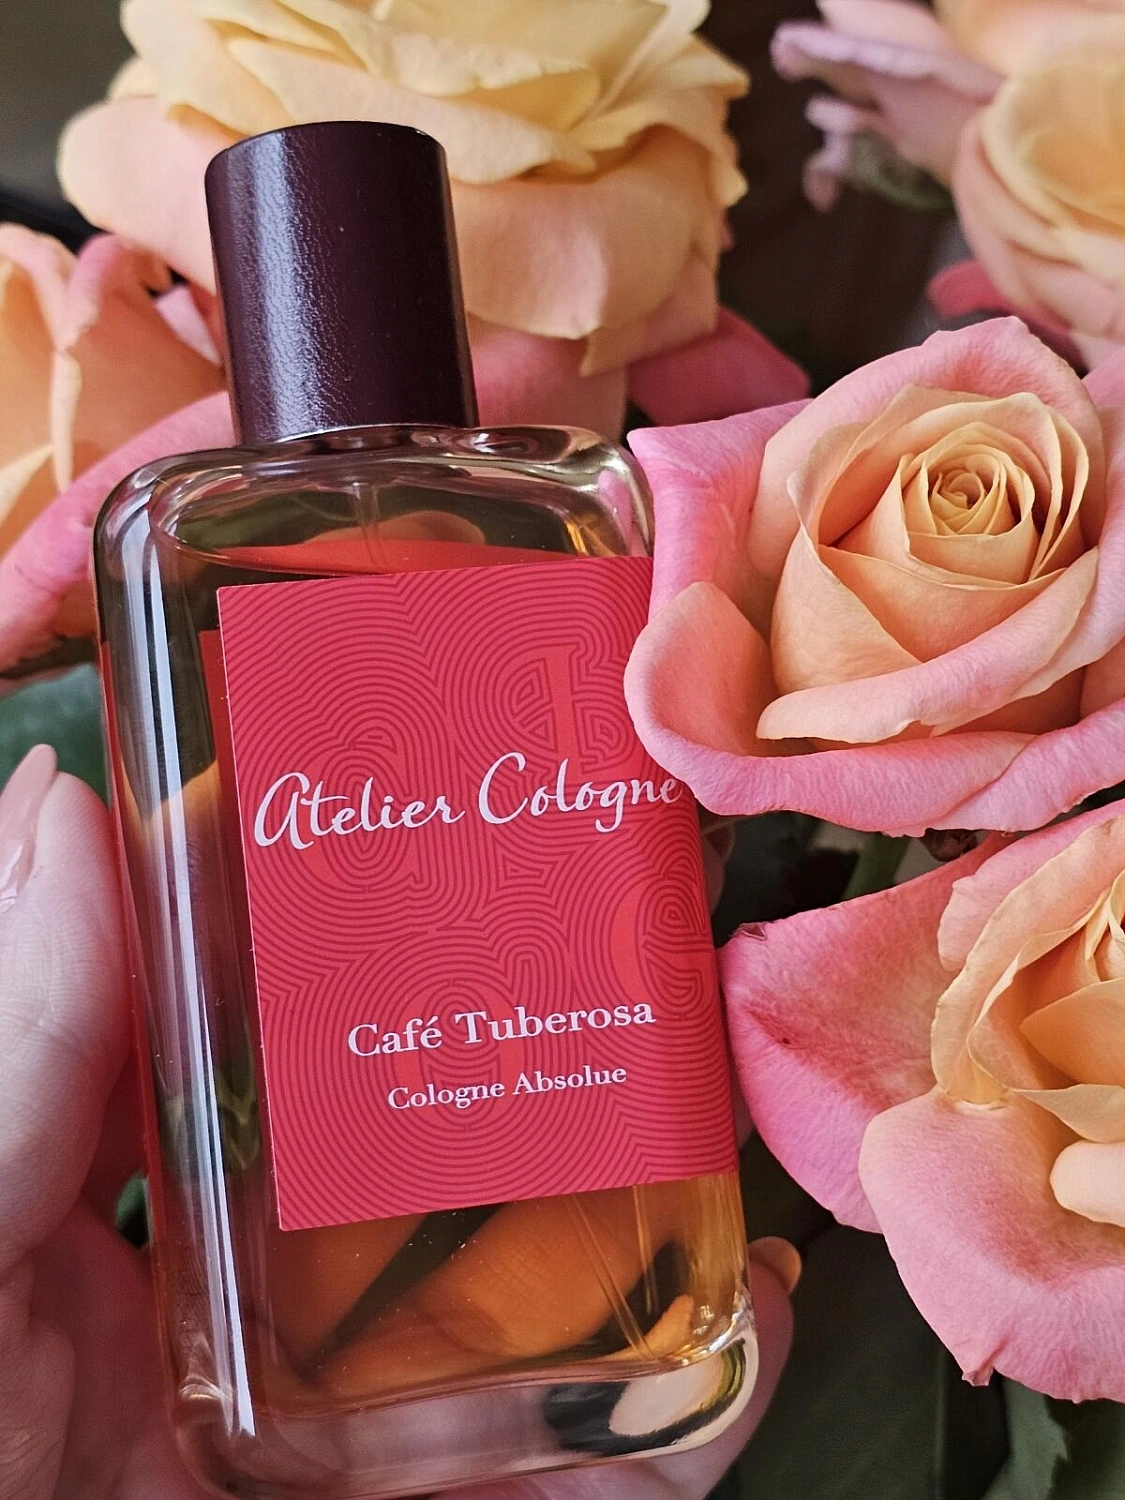 Atelier Cologne
Café Tuberosa
Cologne Absolue